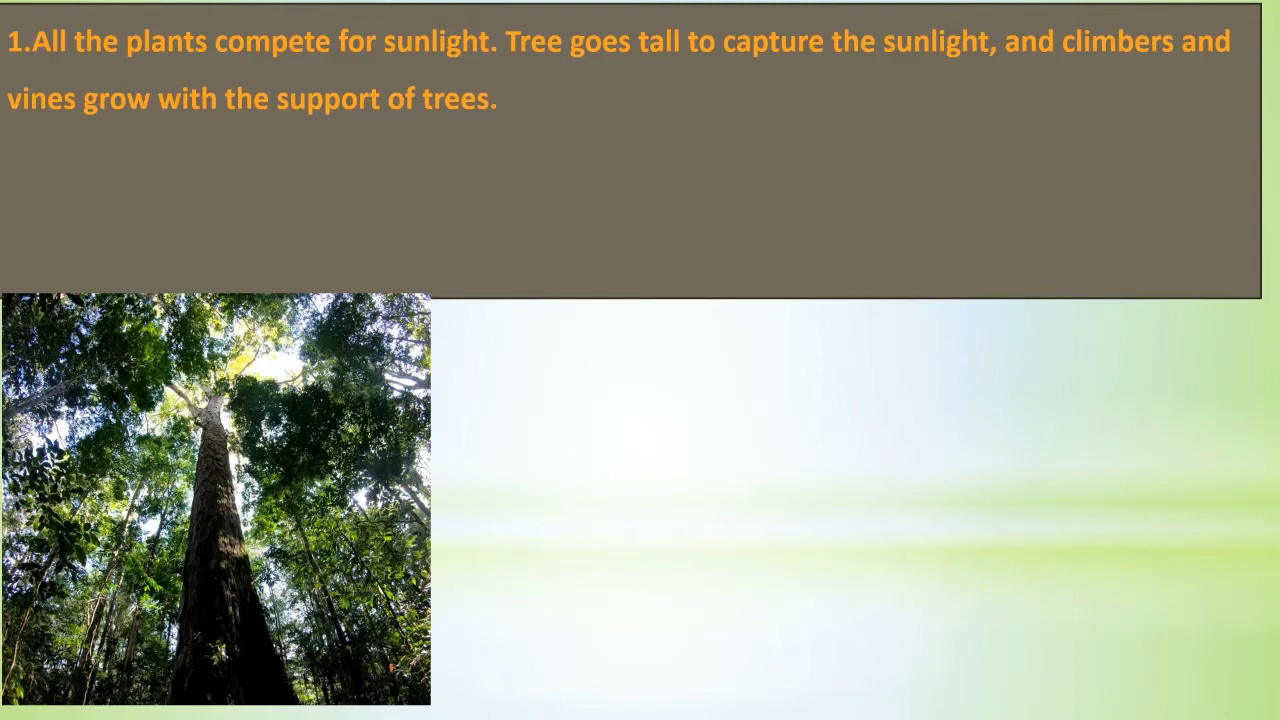 1.All the plants compete for sunlight. Tree goes tall to capture the sunlight, and climbers and
vines grow with the support of trees.